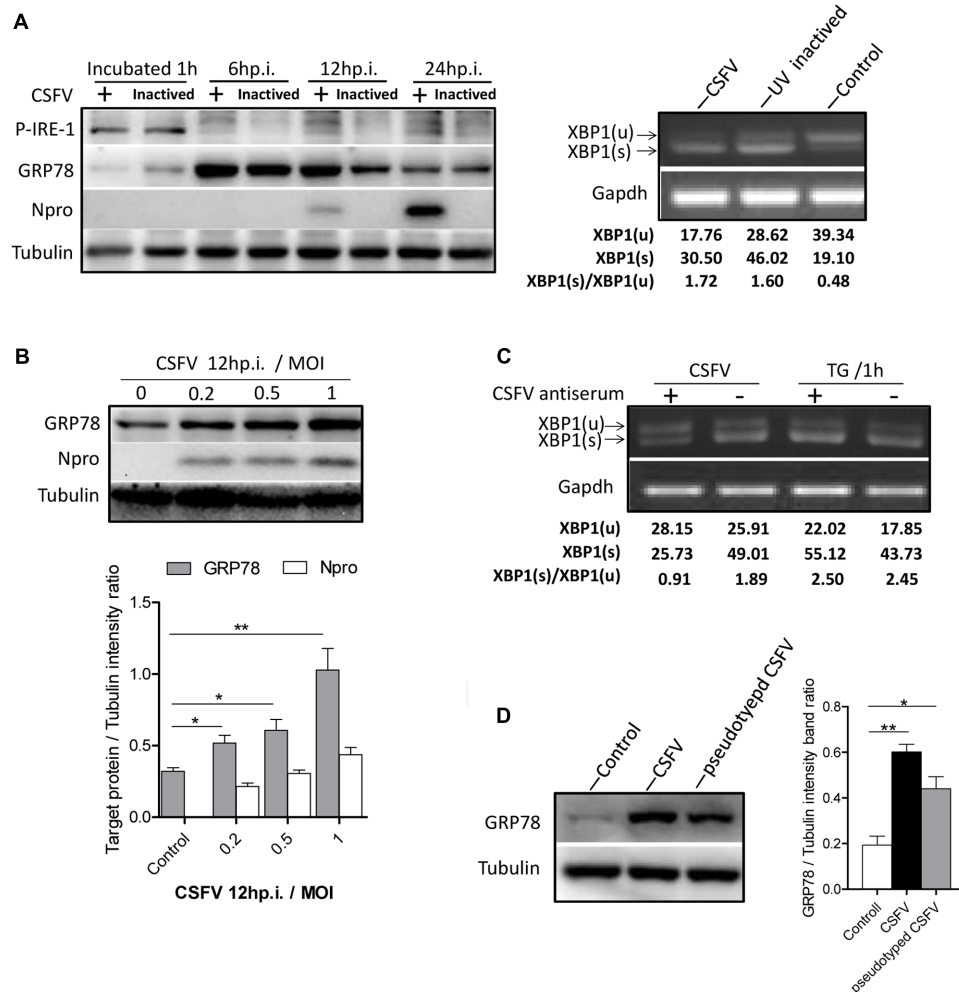 A
Incubated 1h 6hp.i. 12hp.i. 24hp.i.
CSFV + Inactived + Inactived + Inactived + Inactived
P-IRE-1
GRP78
Npro
Tubulin
CSFV UV inactived Control
XBP1(u)
XBP1(s)
Gapdh
XBP1(u) 17.76 28.62 39.34
XBP1(s) 30.50 46.02 19.10
XBP1(s)/XBP1(u) 1.72 1.60 0.48
B
CSFV 12hp.i. / MOI
0 0.2 0.5 1
GRP78
Npro
Tubulin
GRP78 Npro
Target protein / Tubulin intensity ratio
1.5
1.0
0.5
0.0
**
*
*
Control 0.2 0.5 1
CSFV 12hp.i. / MOI
C
CSFV TG /1h
CSFV antiserum + - + -
XBP1(u)
XBP1(s)
Gapdh
XBP1(u) 28.15 25.91 22.02 17.85
XBP1(s) 25.73 49.01 55.12 43.73
XBP1(s)/XBP1(u) 0.91 1.89 2.50 2.45
D
Control CSFV pseudotyepd CSFV
GRP78
Tubulin
GRP78 / Tubulin intensity band ratio
0.8
0.6
0.4
0.2
0.0
*
**
Controll CSFV pseudotyped CSFV